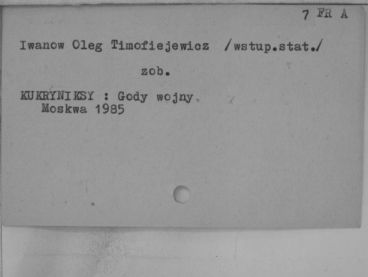 7 FR A
Iwanow Oleg Timofiejewicz /wstup.stat./
zob.
KUKRYNIKSY : Gody wojny.
Moskwa 1985